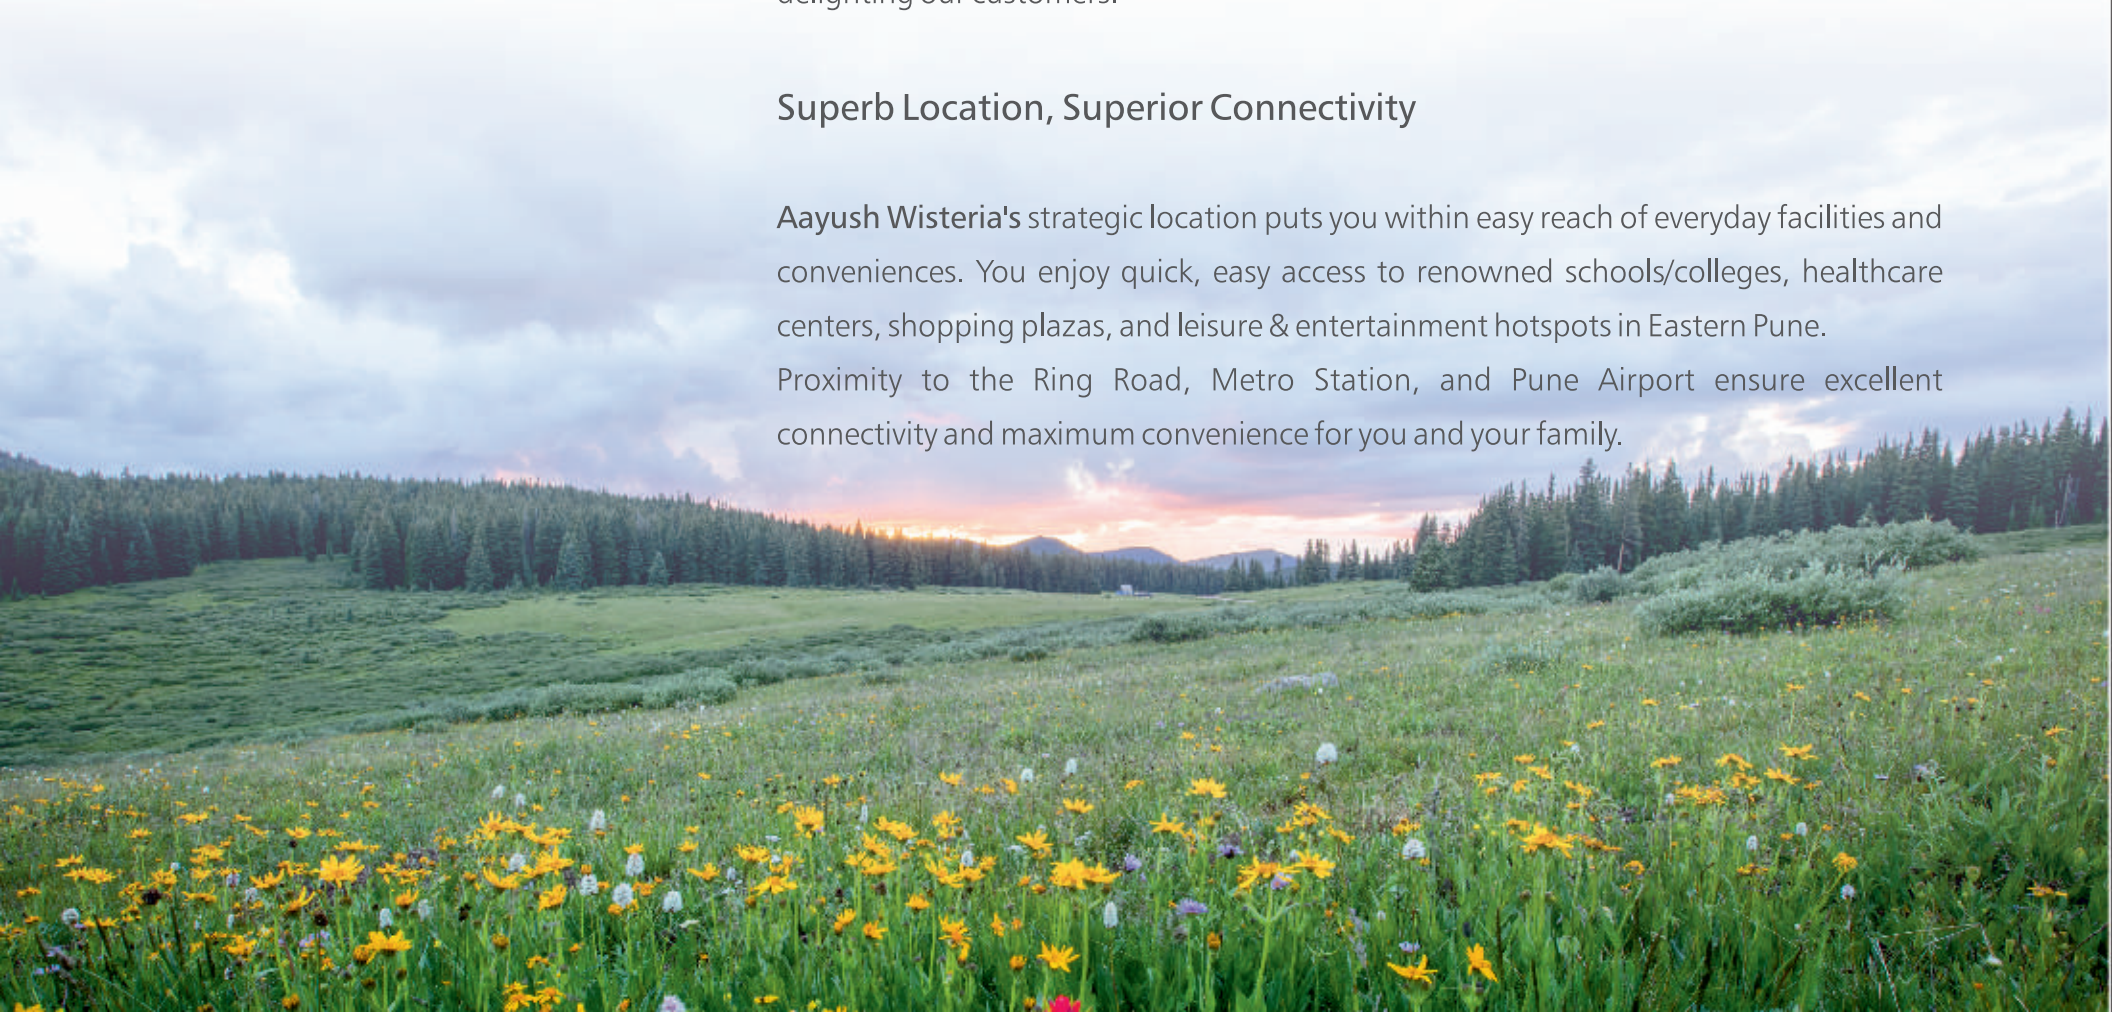 delighting our customers.
Superb Location, Superior Connectivity
Aayush Wisteria's strategic location puts you within easy reach of everyday facilities and
conveniences. You enjoy quick, easy access to renowned schools/colleges, healthcare
centers, shopping plazas, and leisure & entertainment hotspots in Eastern Pune.
Proximity to the Ring Road, Metro Station, and Pune Airport ensure excellent
connectivity and maximum convenience for you and your family.